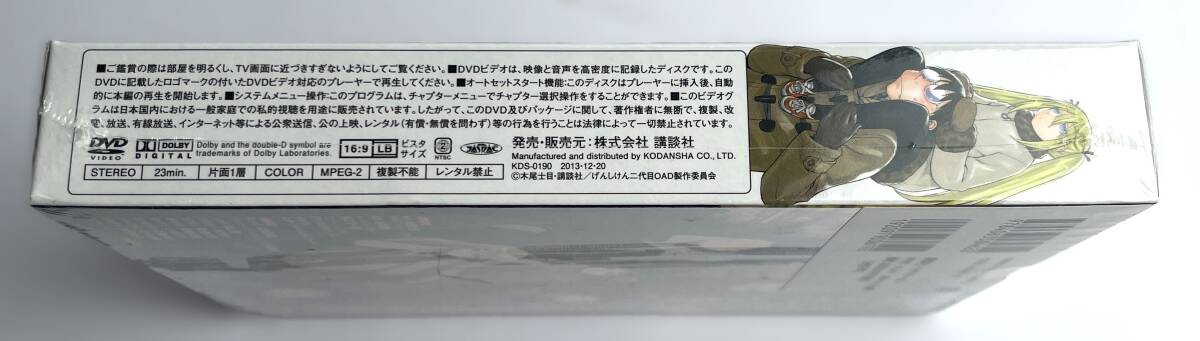 ■ご鑑賞の際は部屋を明るくし、TV画面に近づきすぎないようにしてご覧ください。■DVDビデオは、映像と音声を高密度に記録したディスクです。この
DVDに記載したロゴマークの付いたDVDビデオ対応のプレーヤーで再生してください。■オートセットスタート機能:このディスクはプレーヤーに挿入後、自動
的に本編の再生を開始します。■システムメニュー操作:このプログラムは、チャプターメニューでチャプター選択操作をすることができます。■このビデオグ
ラムは日本国内における一般家庭での私的視聴を用途に販売されています。したがって、このDVD及びパッケージに関して、著作権者に無断で、複製、改
変、放送、有線放送、インターネット等による公衆送信、公の上映、レンタル(有償・無償を問わず)等の行為を行うことは法律によって一切禁止されています。
DVD VIDEO
DOLBY DIGITAL
Dolby and the double-D symbol are
trademarks of Dolby Laboratories.
16:9 LB
ビスタ
サイズ
2 NTSC
JASRAC
STEREO 23min. 片面1層 COLOR MPEG-2 複製不能 レンタル禁止
発売・販売元:株式会社 講談社
Manufactured and distributed by KODANSHA CO., LTD.
KDS-0190 2013・12・20
©木尾士目・講談社/げんしけん二代目OAD製作委員会